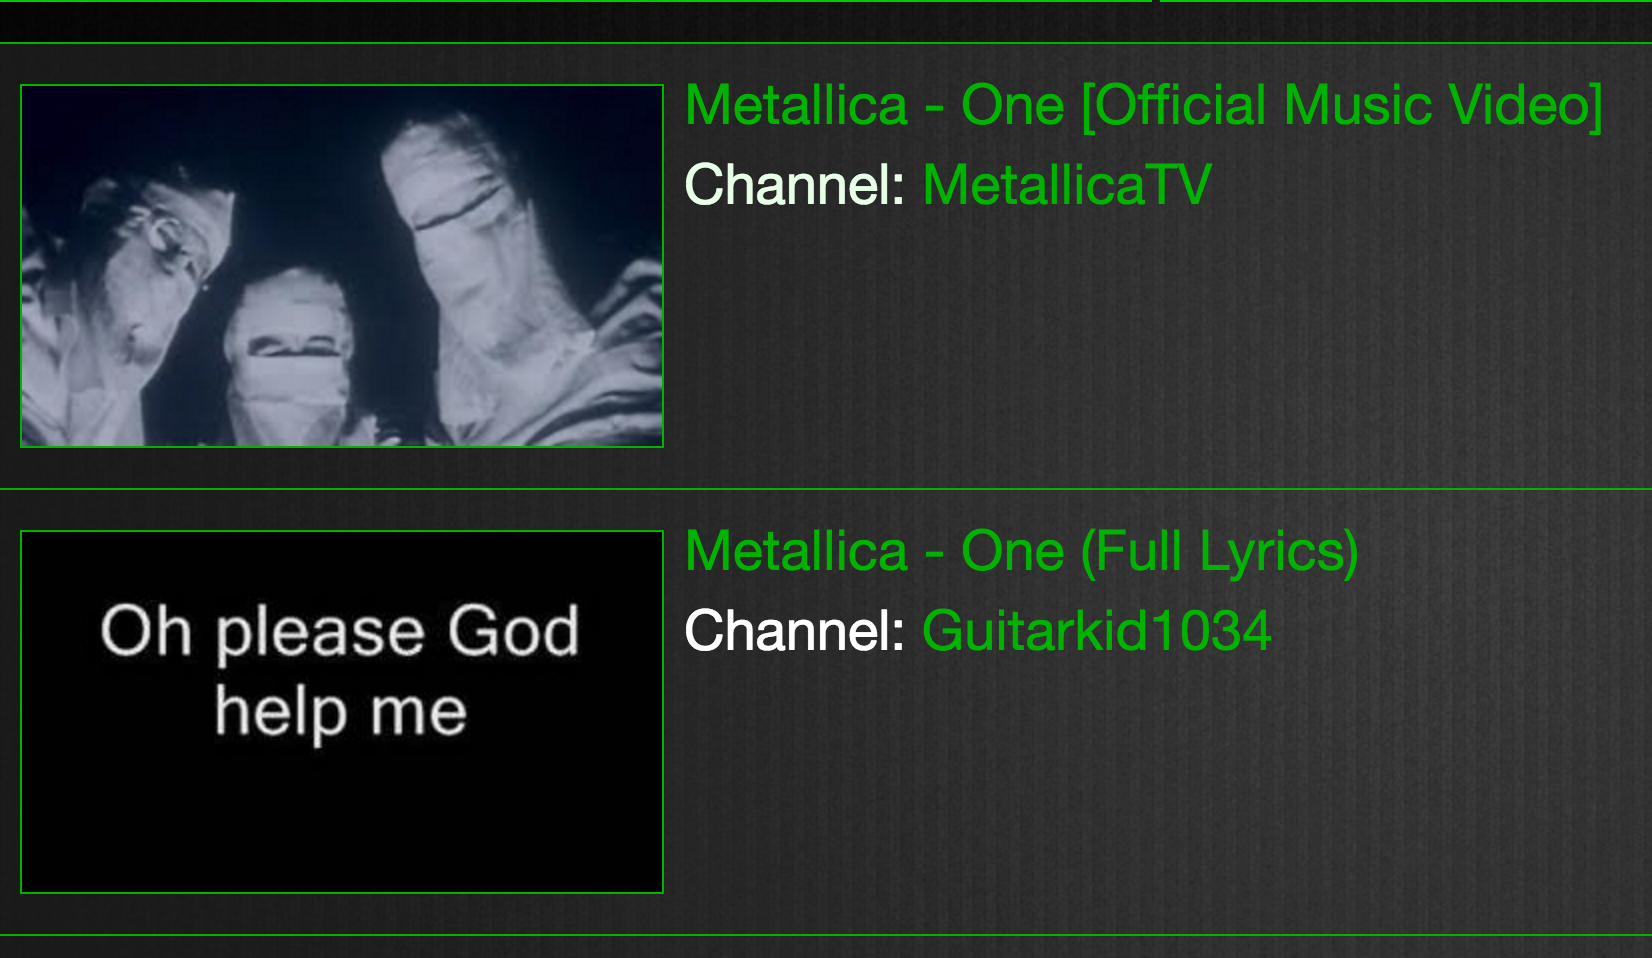 Metallica - One [Official Music Video]
Channel: MetallicaTV
Oh please God
help me
Metallica - One (Full Lyrics)
Channel: Guitarkid1034